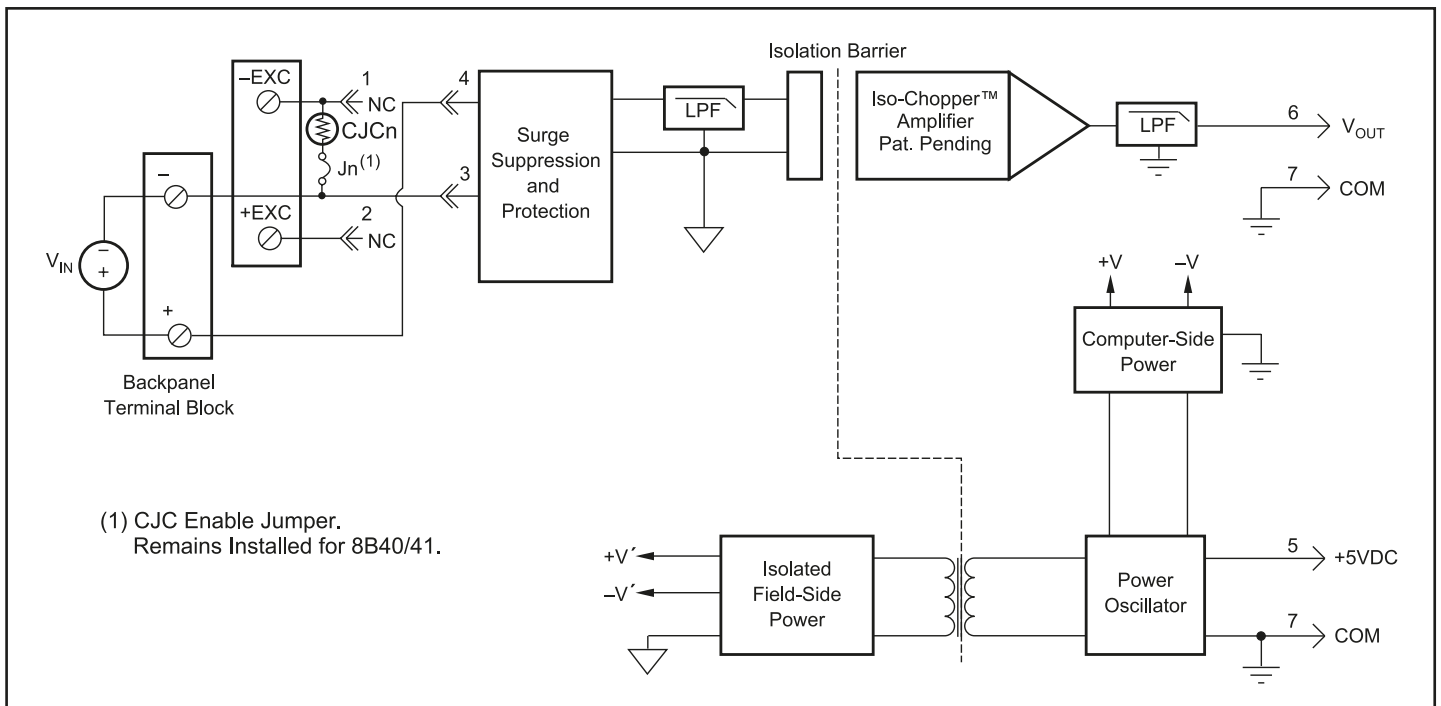 Isolation Barrier
–EXC
1
NC
CJCn
Jn(1)
4
3
+EXC
2
NC
–
+
VIN
–
+
Backpanel
Terminal Block
Surge
Suppression
and
Protection
LPF
Iso-Chopper™
Amplifier
Pat. Pending
LPF
6
VOUT
7
COM
+V
–V
Computer-Side
Power
(1) CJC Enable Jumper.
Remains Installed for 8B40/41.
+V´
–V´
Isolated
Field-Side
Power
Power
Oscillator
5
+5VDC
7
COM